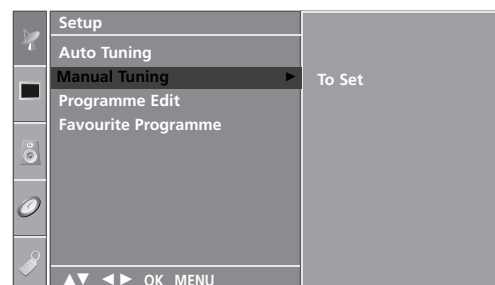 Setup
Auto Tuning
Manual Tuning ►
To Set
Programme Edit
Favourite Programme
▲▼ ◄► OK MENU